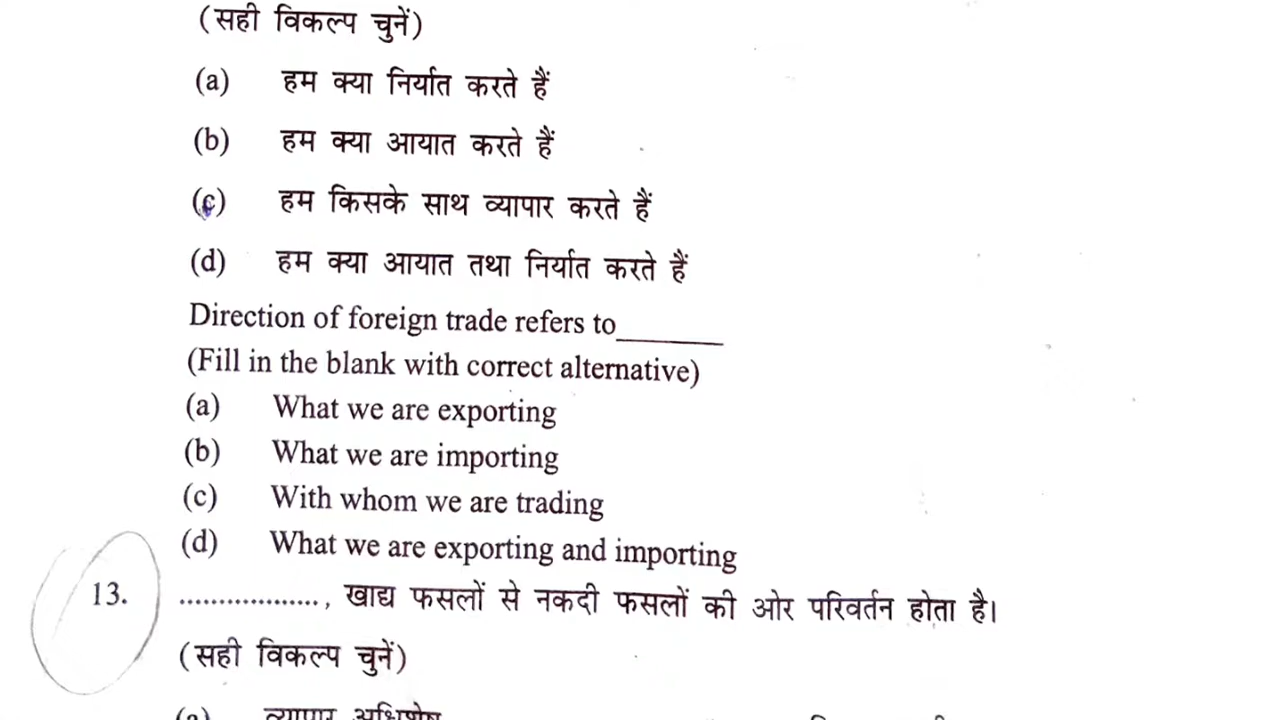 (सही विकल्प चुनें)
(a) हम क्या निर्यात करते हैं
(b) हम क्या आयात करते हैं
(c) हम किसके साथ व्यापार करते हैं
(d) हम क्या आयात तथा निर्यात करते हैं
Direction of foreign trade refers to_______
(Fill in the blank with correct alternative)
(a) What we are exporting
(b) What we are importing
(c) With whom we are trading
(d) What we are exporting and importing
13. .................., खाद्य फसलों से नकदी फसलों की ओर परिवर्तन होता है।
(सही विकल्प चुनें)
(a) व्यापार अधिशेष